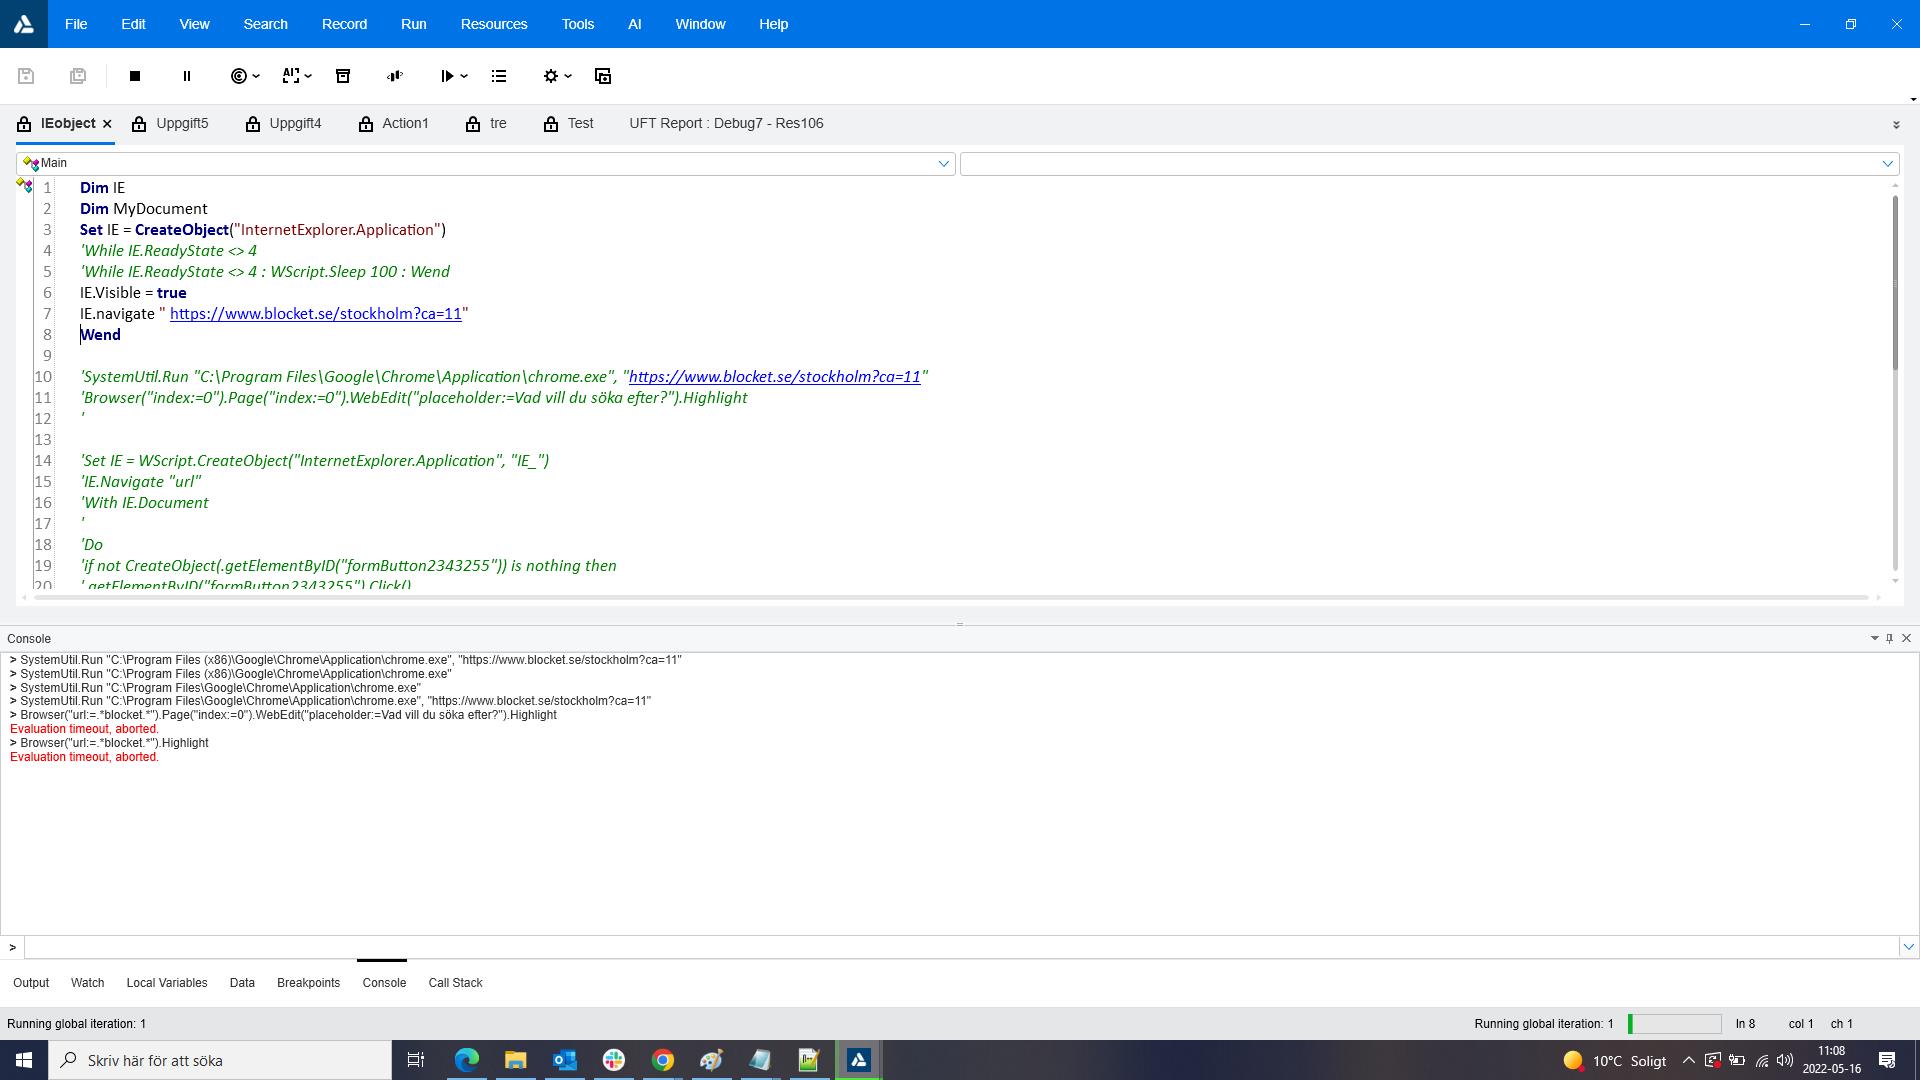 File Edit View Search Record Run Resources Tools AI Window Help
AI
IEobject Uppgift5 Uppgift4 Action1 tre Test UFT Report : Debug7 - Res106
Main
1 Dim IE
2 Dim MyDocument
3 Set IE = CreateObject("InternetExplorer.Application")
4 'While IE.ReadyState <> 4
5 'While IE.ReadyState <> 4 : WScript.Sleep 100 : Wend
6 IE.Visible = true
7 IE.navigate " https://www.blocket.se/stockholm?ca=11"
8 Wend
9
10 'SystemUtil.Run "C:\Program Files\Google\Chrome\Application\chrome.exe", "https://www.blocket.se/stockholm?ca=11"
11 'Browser("index:=0").Page("index:=0").WebEdit("placeholder:=Vad vill du söka efter?").Highlight
12 '
13
14 'Set IE = WScript.CreateObject("InternetExplorer.Application", "IE_")
15 'IE.Navigate "url"
16 'With IE.Document
17 '
18 'Do
19 'if not CreateObject(.getElementByID("formButton2343255")) is nothing then
20 ' .getElementByID("formButton2343255").Click()
Console
> SystemUtil.Run "C:\Program Files (x86)\Google\Chrome\Application\chrome.exe", "https://www.blocket.se/stockholm?ca=11"
> SystemUtil.Run "C:\Program Files (x86)\Google\Chrome\Application\chrome.exe"
> SystemUtil.Run "C:\Program Files\Google\Chrome\Application\chrome.exe"
> SystemUtil.Run "C:\Program Files\Google\Chrome\Application\chrome.exe", "https://www.blocket.se/stockholm?ca=11"
> Browser("url:=.*blocket.*").Page("index:=0").WebEdit("placeholder:=Vad vill du söka efter?").Highlight
Evaluation timeout, aborted.
> Browser("url:=.*blocket.*").Highlight
Evaluation timeout, aborted.
>
Output Watch Local Variables Data Breakpoints Console Call Stack
Running global iteration: 1 Running global iteration: 1 ln 8 col 1 ch 1
Skriv här för att söka 10°C Soligt 11:08
2022-05-16